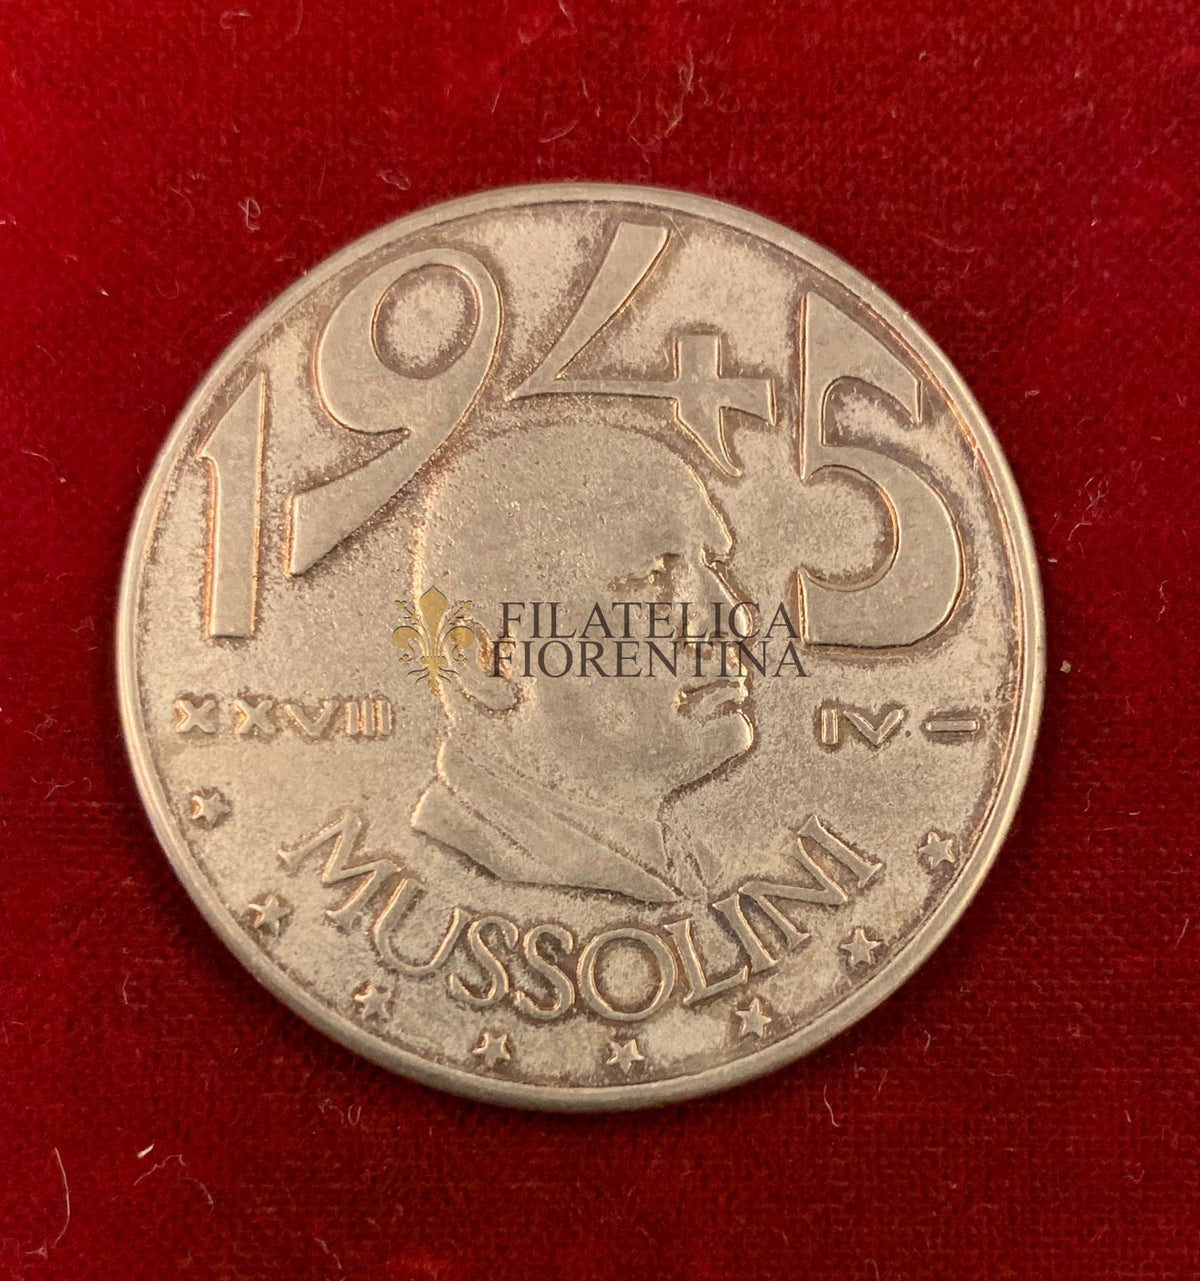 1945
FILATELICA
FIORENTINA
XXVIII IV·I
MUSSOLINI